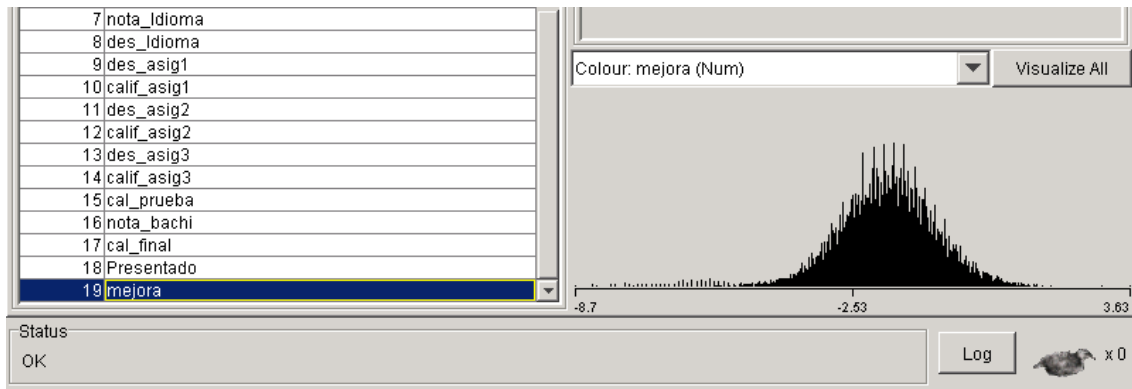 7 nota_Idioma
8 des_Idioma
9 des_asig1
10 calif_asig1
11 des_asig2
12 calif_asig2
13 des_asig3
14 calif_asig3
15 cal_prueba
16 nota_bachi
17 cal_final
18 Presentado
19 mejora
Colour: mejora (Num)
Visualize All
-8.7
-2.53
3.63
Status
OK
Log
x 0